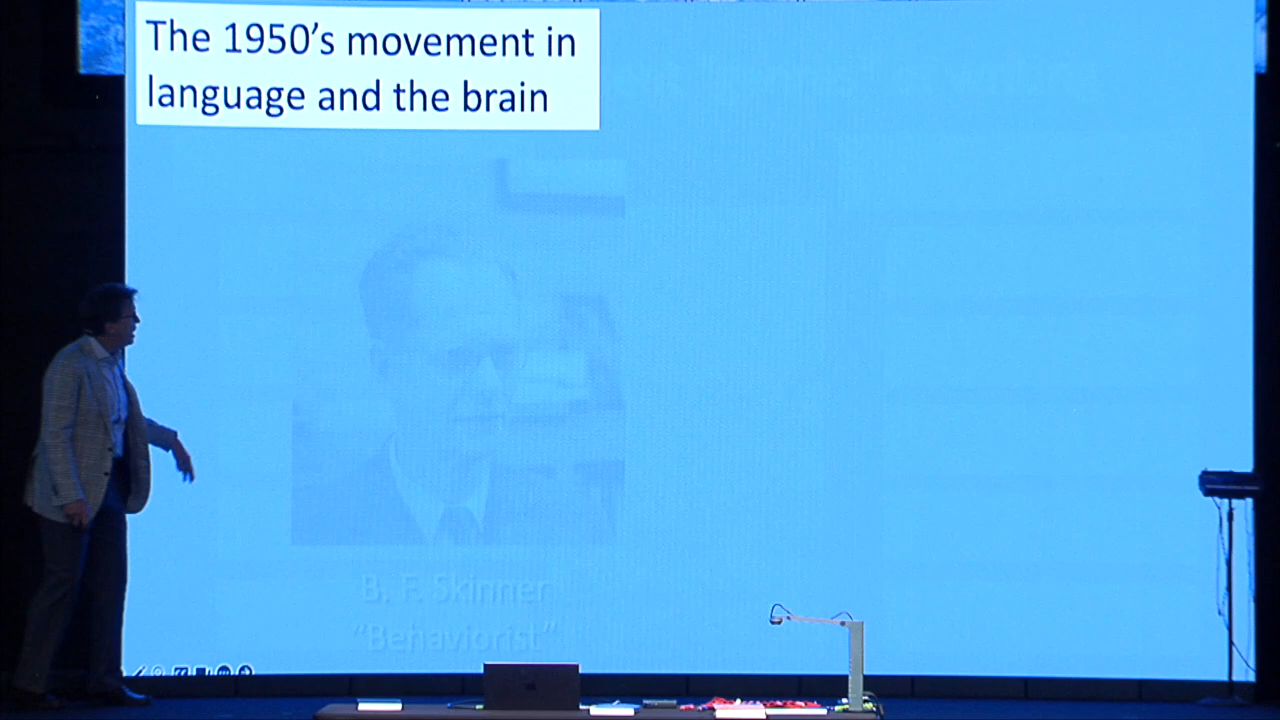 The 1950's movement in
language and the brain
B. F. Skinner
"Behaviorist"